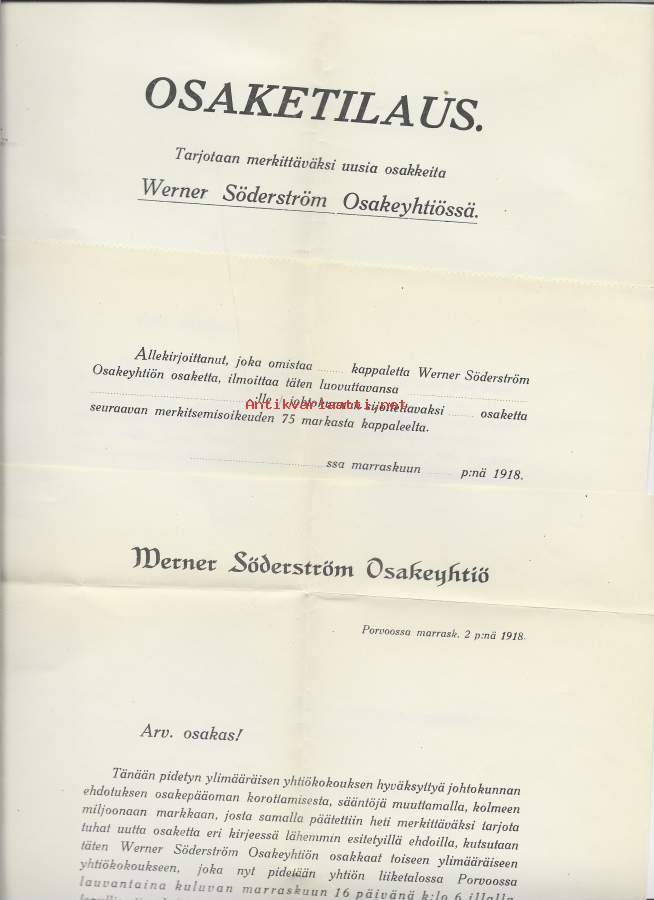 OSAKETILAUS.
Tarjotaan merkittäväksi uusia osakkeita
Werner Söderström Osakeyhtiössä.
Allekirjoittanut, joka omistaa ........ kappaletta Werner Söderström
Osakeyhtiön osaketta, ilmoittaa täten luovuttavansa
ille / johtokunnan sijoitettavaksi ........ osaketta
Antikvariaatti.net
seuraavan merkitsemisoikeuden 75 markasta kappaleelta.
ssa marraskuun ........ p:nä 1918.
Werner Söderström Osakeyhtiö
Porvoossa marrask. 2 p:nä 1918.
Arv. osakas!
Tänään pidetyn ylimääräisen yhtiökokouksen hyväksyttyä johtokunnan
ehdotuksen osakepääoman korottamisesta, sääntöjä muuttamalla, kolmeen
miljoonaan markkaan, josta samalla päätettiin heti merkittäväksi tarjota
tuhat uutta osaketta eri kirjeessä lähemmin esitetyillä ehdoilla, kutsutaan
täten Werner Söderström Osakeyhtiön osakkaat toiseen ylimääräiseen
yhtiökokoukseen, joka nyt pidetään yhtiön liiketalossa Porvoossa
lauvantaina kuluvan marraskuun 16 päivänä k:lo 6 illalla